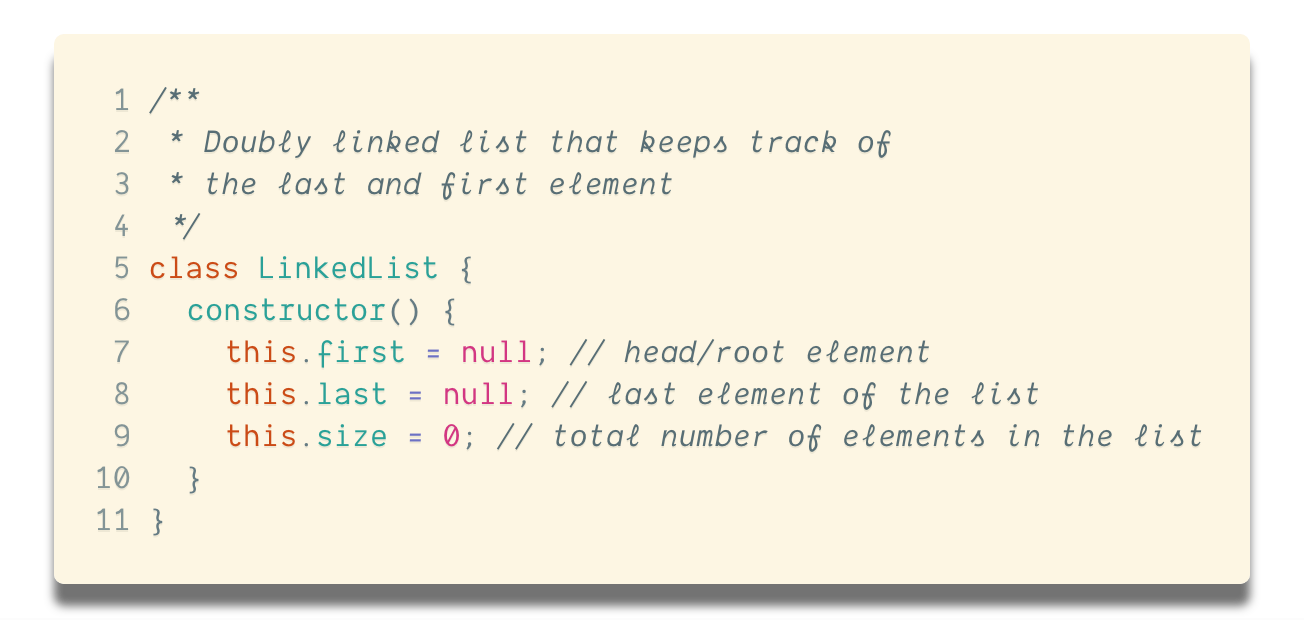 1 /**
2  * Doubly linked list that keeps track of
3  * the last and first element
4  */
5 class LinkedList {
6   constructor() {
7     this.first = null; // head/root element
8     this.last = null; // last element of the list
9     this.size = 0; // total number of elements in the list
10   }
11 }